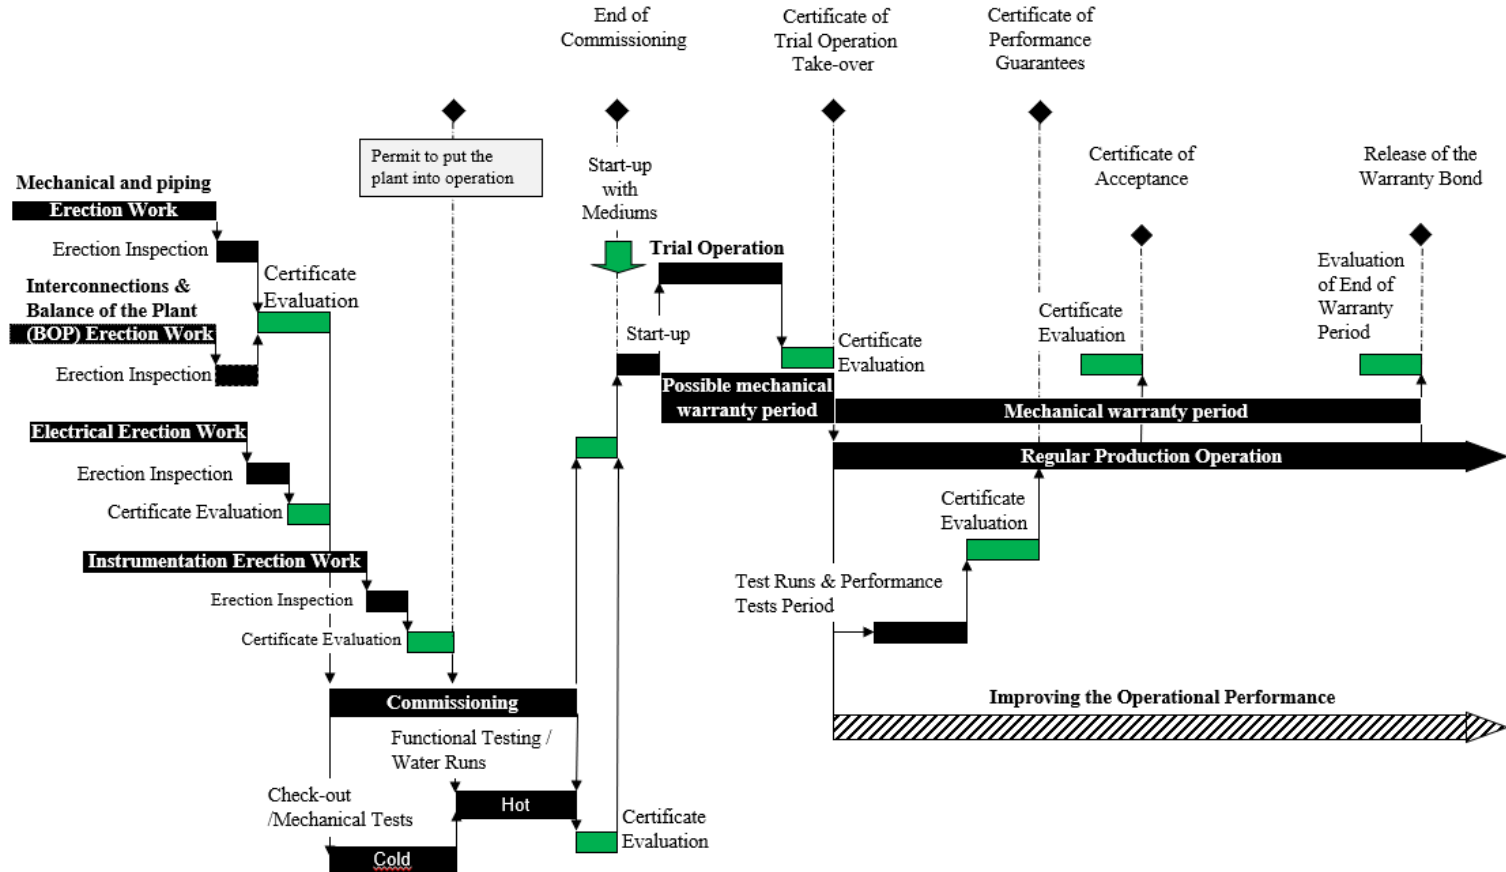 End of
Commissioning
Certificate of
Trial Operation
Take-over
Certificate of
Performance
Guarantees
Permit to put the
plant into operation
Start-up
with
Mediums
Certificate of
Acceptance
Release of the
Warranty Bond
Mechanical and piping
Erection Work
Erection Inspection
Certificate
Evaluation
Interconnections &
Balance of the Plant
(BOP) Erection Work
Erection Inspection
Trial Operation
Start-up
Certificate
Evaluation
Certificate
Evaluation
Evaluation
of End of
Warranty
Period
Possible mechanical
warranty period
Mechanical warranty period
Electrical Erection Work
Erection Inspection
Certificate Evaluation
Regular Production Operation
Certificate
Evaluation
Instrumentation Erection Work
Erection Inspection
Certificate Evaluation
Test Runs & Performance
Tests Period
Commissioning
Improving the Operational Performance
Functional Testing /
Water Runs
Check-out
/Mechanical Tests
Hot
Certificate
Evaluation
Cold